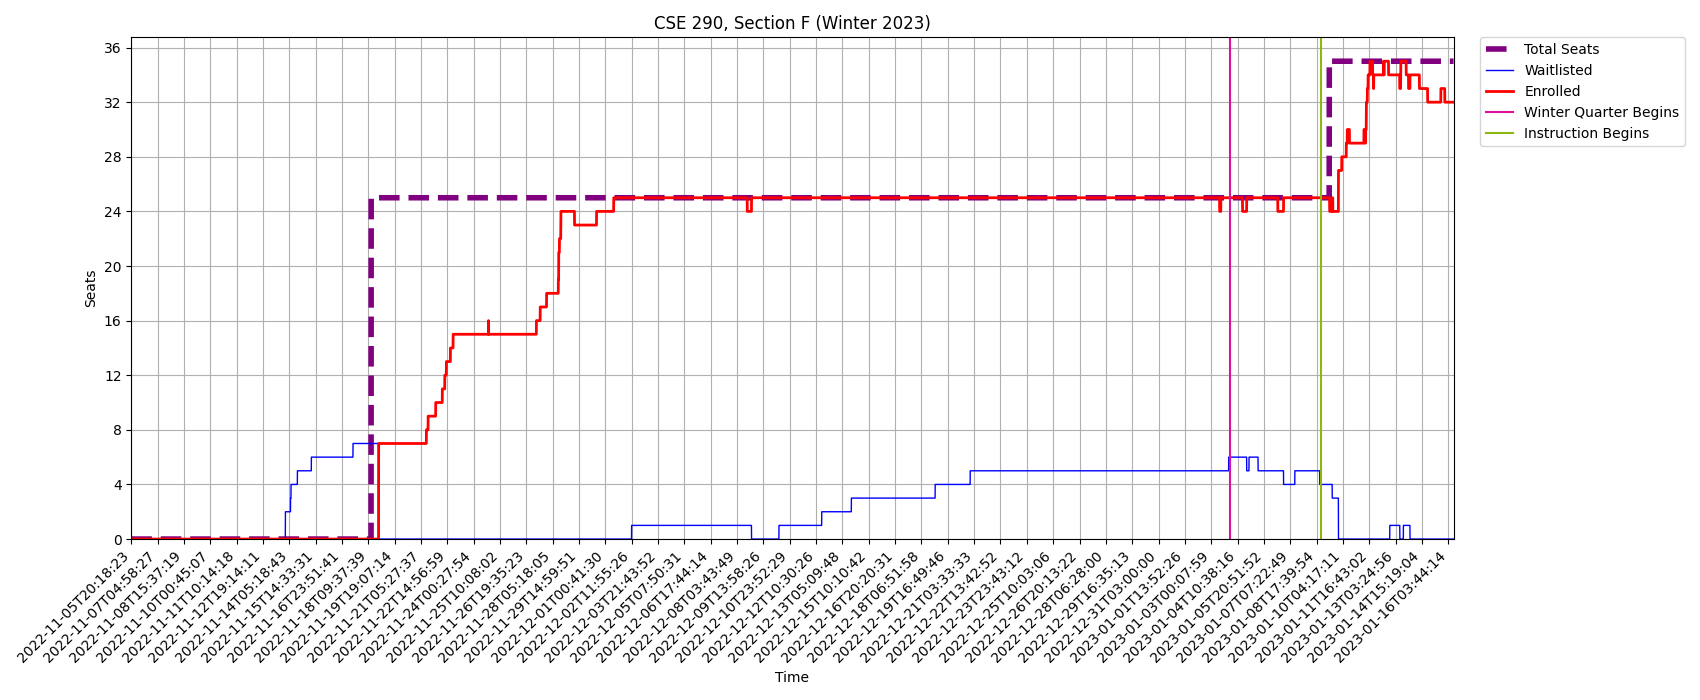 CSE 290, Section F (Winter 2023)
36
32
28
24
20
16
12
8
4
0
Seats
Total Seats
Waitlisted
Enrolled
Winter Quarter Begins
Instruction Begins
2022-11-05T20:18:23
2022-11-07T04:58:27
2022-11-08T15:37:19
2022-11-10T00:45:07
2022-11-11T10:14:18
2022-11-12T19:14:11
2022-11-14T05:18:43
2022-11-15T14:33:31
2022-11-16T23:51:41
2022-11-18T09:37:39
2022-11-19T19:07:14
2022-11-21T05:27:37
2022-11-22T14:56:59
2022-11-24T00:27:54
2022-11-25T10:08:02
2022-11-26T19:35:23
2022-11-28T05:18:05
2022-11-29T14:59:51
2022-12-01T00:41:30
2022-12-02T11:55:26
2022-12-03T21:43:52
2022-12-05T07:50:31
2022-12-06T17:44:14
2022-12-08T03:43:49
2022-12-09T13:58:26
2022-12-10T23:52:29
2022-12-12T10:30:26
2022-12-13T05:09:48
2022-12-15T10:10:42
2022-12-16T20:20:31
2022-12-18T06:51:58
2022-12-19T16:49:46
2022-12-21T03:33:33
2022-12-22T13:42:52
2022-12-23T23:43:12
2022-12-25T10:03:06
2022-12-26T20:13:22
2022-12-28T06:28:00
2022-12-29T16:35:13
2022-12-31T03:00:00
2023-01-01T13:52:26
2023-01-03T00:07:59
2023-01-04T10:38:16
2023-01-05T20:51:52
2023-01-07T07:22:49
2023-01-08T17:39:54
2023-01-10T04:17:11
2023-01-11T16:43:02
2023-01-13T03:24:56
2023-01-14T15:19:04
2023-01-16T03:44:14
Time